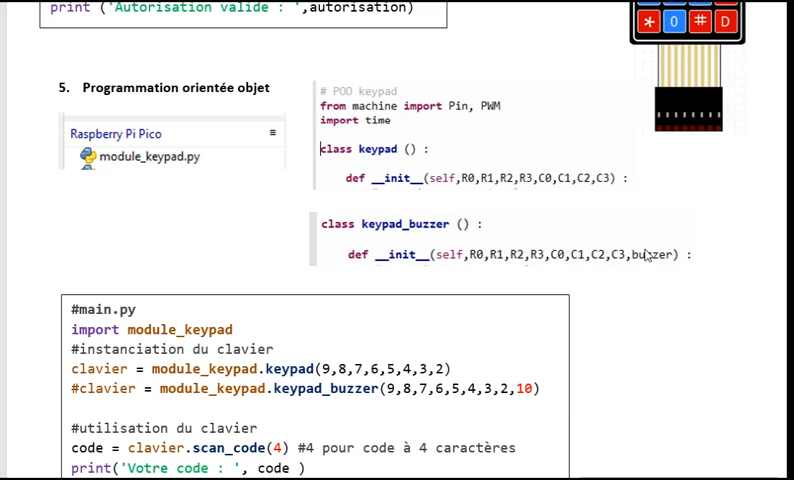 print ('Autorisation valide : ',autorisation)
* 0 # D
5. Programmation orientée objet
# POO keypad
from machine import Pin, PWM
import time
class keypad () :
def __init__(self,R0,R1,R2,R3,C0,C1,C2,C3) :
Raspberry Pi Pico
module_keypad.py
class keypad_buzzer () :
def __init__(self,R0,R1,R2,R3,C0,C1,C2,C3,buzzer) :
#main.py
import module_keypad
#instanciation du clavier
clavier = module_keypad.keypad(9,8,7,6,5,4,3,2)
#clavier = module_keypad.keypad_buzzer(9,8,7,6,5,4,3,2,10)
#utilisation du clavier
code = clavier.scan_code(4) #4 pour code à 4 caractères
print('Votre code : ', code )